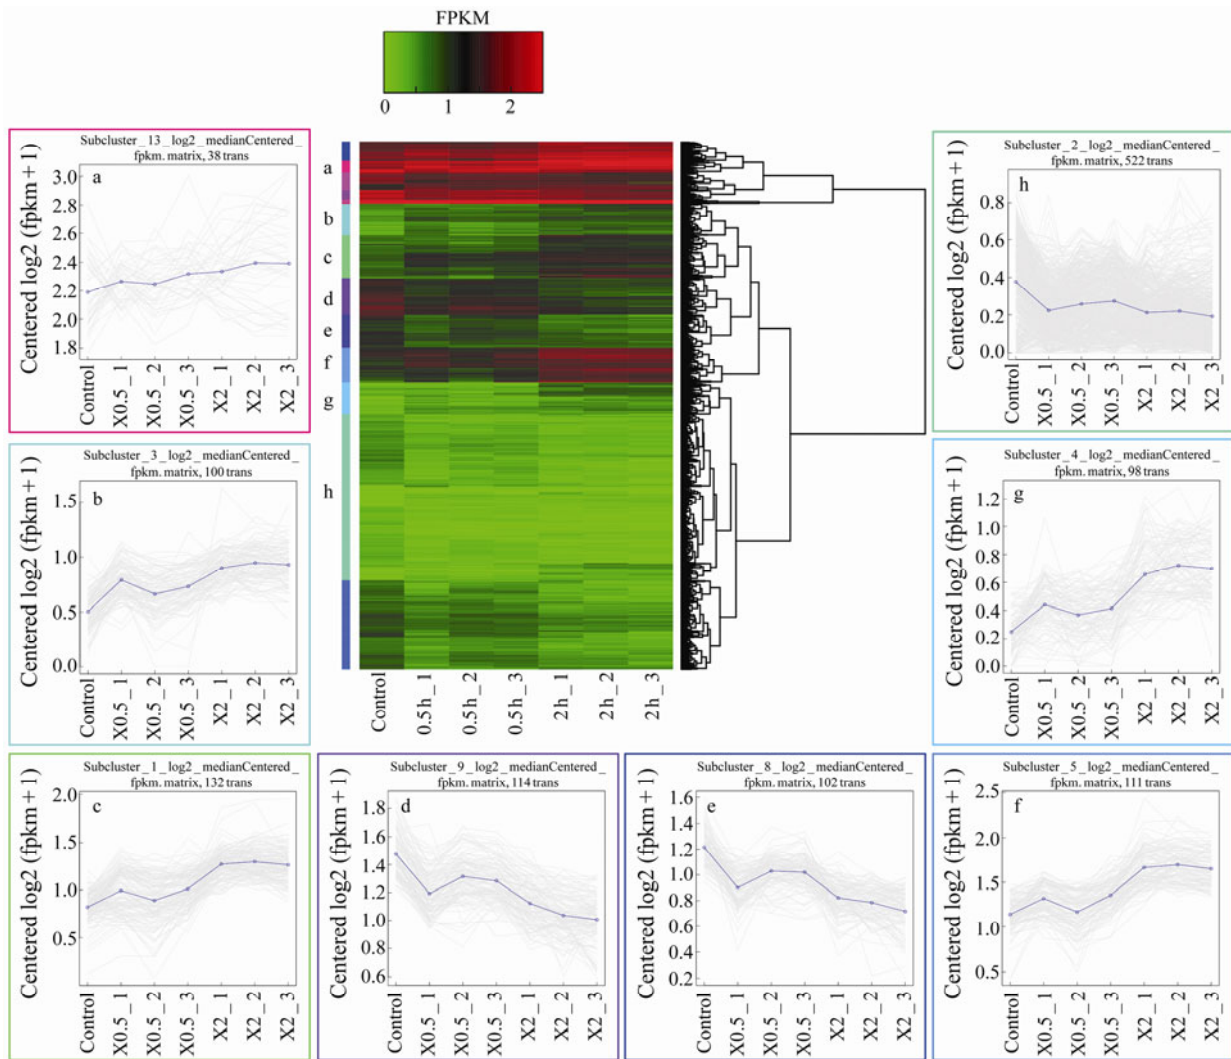 FPKM
0 1 2
Subcluster_13_log2_medianCentered_
fpkm. matrix, 38 trans
a
Centered log2 (fpkm+1)
3.0
2.8
2.6
2.4
2.2
2.0
1.8
Control
X0.5_1
X0.5_2
X0.5_3
X2_1
X2_2
X2_3
a
b
c
d
e
f
g
h
Control
0.5h_1
0.5h_2
0.5h_3
2h_1
2h_2
2h_3
Subcluster_2_log2_medianCentered_
fpkm. matrix, 522 trans
h
Centered log2 (fpkm+1)
0.8
0.6
0.4
0.2
0.0
Control
X0.5_1
X0.5_2
X0.5_3
X2_1
X2_2
X2_3
Subcluster_3_log2_medianCentered_
fpkm. matrix, 100 trans
b
Centered log2 (fpkm+1)
1.5
1.0
0.5
0.0
Control
X0.5_1
X0.5_2
X0.5_3
X2_1
X2_2
X2_3
Subcluster_4_log2_medianCentered_
fpkm. matrix, 98 trans
g
Centered log2 (fpkm+1)
1.2
1.0
0.8
0.6
0.4
0.2
0.0
Control
X0.5_1
X0.5_2
X0.5_3
X2_1
X2_2
X2_3
Subcluster_1_log2_medianCentered_
fpkm. matrix, 132 trans
c
Centered log2 (fpkm+1)
2.0
1.5
1.0
0.5
Control
X0.5_1
X0.5_2
X0.5_3
X2_1
X2_2
X2_3
Subcluster_9_log2_medianCentered_
fpkm. matrix, 114 trans
d
Centered log2 (fpkm+1)
1.8
1.6
1.4
1.2
1.0
0.8
0.6
Control
X0.5_1
X0.5_2
X0.5_3
X2_1
X2_2
X2_3
Subcluster_8_log2_medianCentered_
fpkm. matrix, 102 trans
e
Centered log2 (fpkm+1)
1.6
1.4
1.2
1.0
0.8
0.6
0.4
0.2
Control
X0.5_1
X0.5_2
X0.5_3
X2_1
X2_2
X2_3
Subcluster_5_log2_medianCentered_
fpkm. matrix, 111 trans
f
Centered log2 (fpkm+1)
2.5
2.0
1.5
1.0
0.5
Control
X0.5_1
X0.5_2
X0.5_3
X2_1
X2_2
X2_3